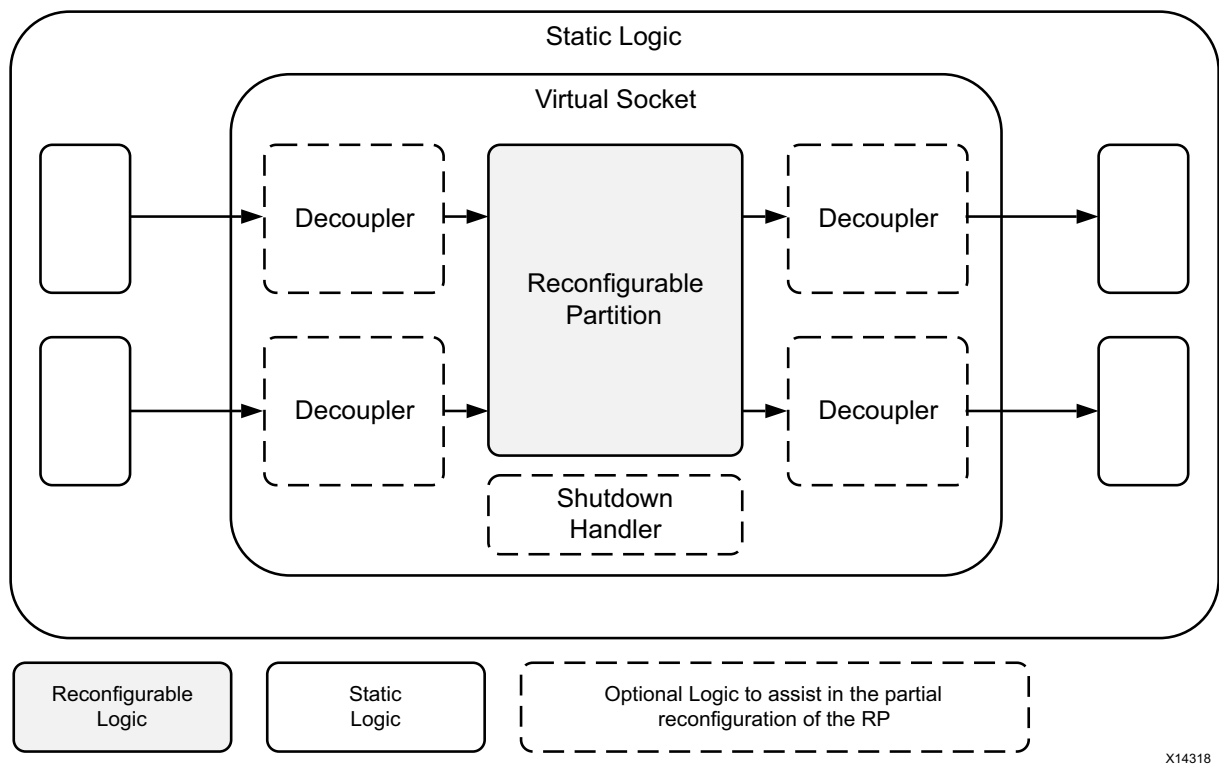 Static Logic
Virtual Socket
Decoupler
Decoupler
Reconfigurable
Partition
Decoupler
Decoupler
Shutdown
Handler
Reconfigurable
Logic
Static
Logic
Optional Logic to assist in the partial
reconfiguration of the RP
X14318